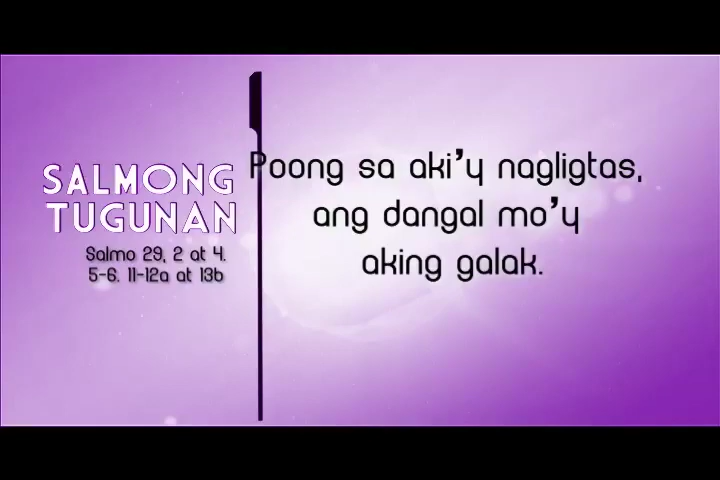 SALMONG
TUGUNAN
Salmo 29, 2 at 4.
5-6. 11-12a at 13b
Poong sa aki'y nagligtas,
ang dangal mo'y
aking galak.